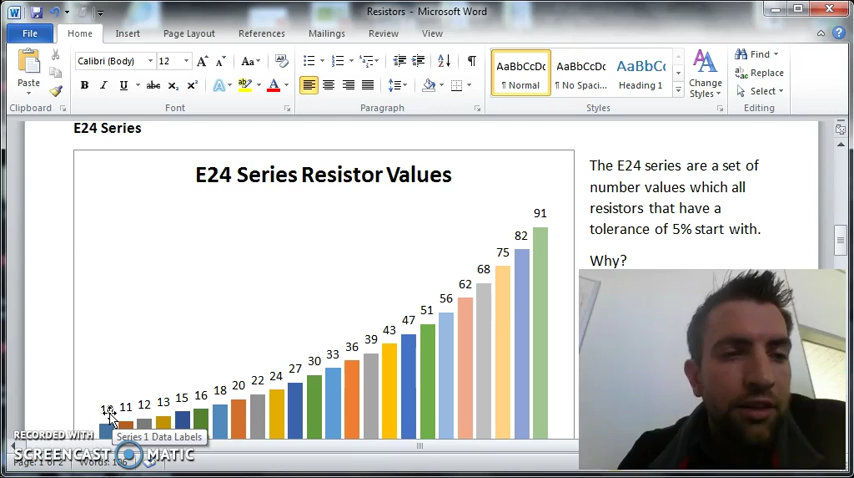 Resistors - Microsoft Word
File Home Insert Page Layout References Mailings Review View
Calibri (Body) 12
Paste
B I U abc x₂ x²
AaBbCcDc AaBbCcDc AaBbCc
¶ Normal ¶ No Spaci... Heading 1
Change
Styles
Find
Replace
Select
Clipboard Font Paragraph Styles Editing
E24 Series
E24 Series Resistor Values
10 11 12 13 15 16 18 20 22 24 27 30 33 36 39 43 47 51 56 62 68 75 82 91
Series 1 Data Labels
The E24 series are a set of
number values which all
resistors that have a
tolerance of 5% start with.
Why?
RECORDED WITH
SCREENCAST MATIC
Page: 1 of 2